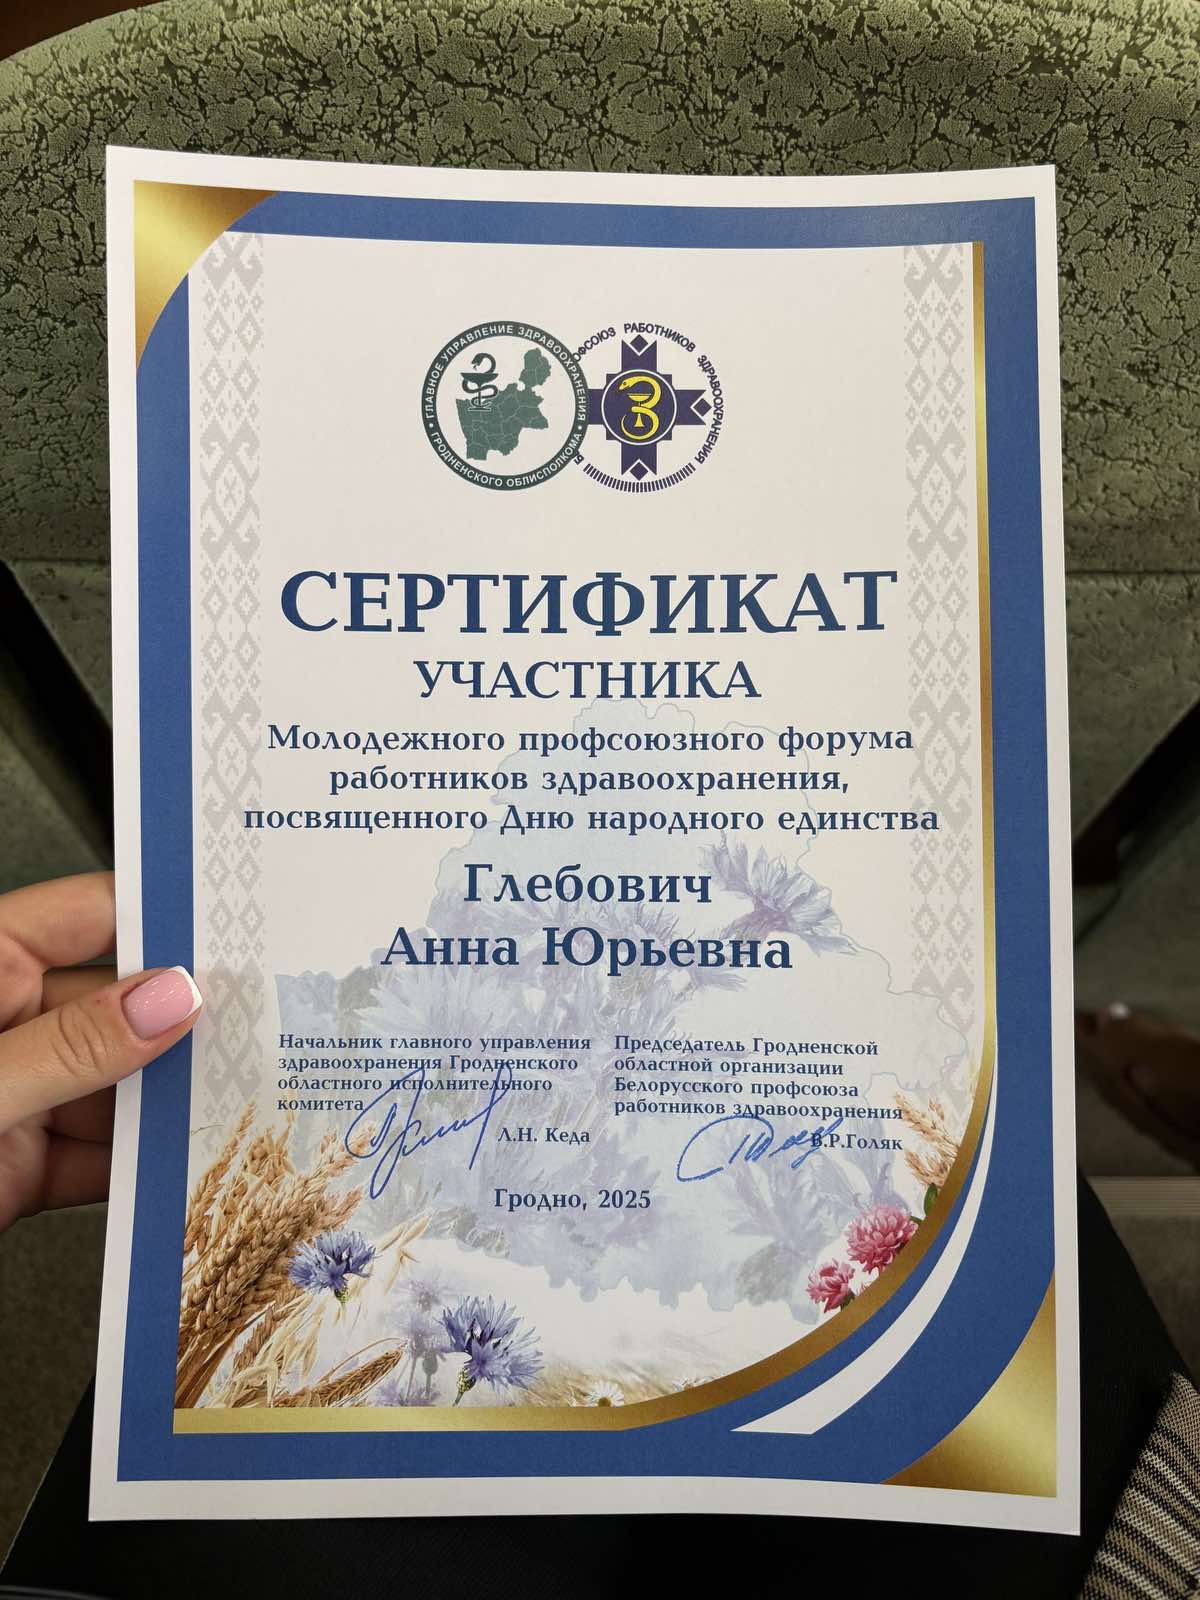 ГЛАВНОЕ УПРАВЛЕНИЕ ЗДРАВООХРАНЕНИЯ
ГРОДНЕНСКОГО ОБЛИСПОЛКОМА
РАБОТНИКОВ ЗДРАВООХРАНЕНИЯ
СЕРТИФИКАТ
УЧАСТНИКА
Молодежного профсоюзного форума
работников здравоохранения,
посвященного Дню народного единства
Глебович
Анна Юрьевна
Начальник главного управления
здравоохранения Гродненского
областного исполнительного
комитета
Л.Н. Кеда
Председатель Гродненской
областной организации
Белорусского профсоюза
работников здравоохранения
В.Р.Голяк
Гродно, 2025